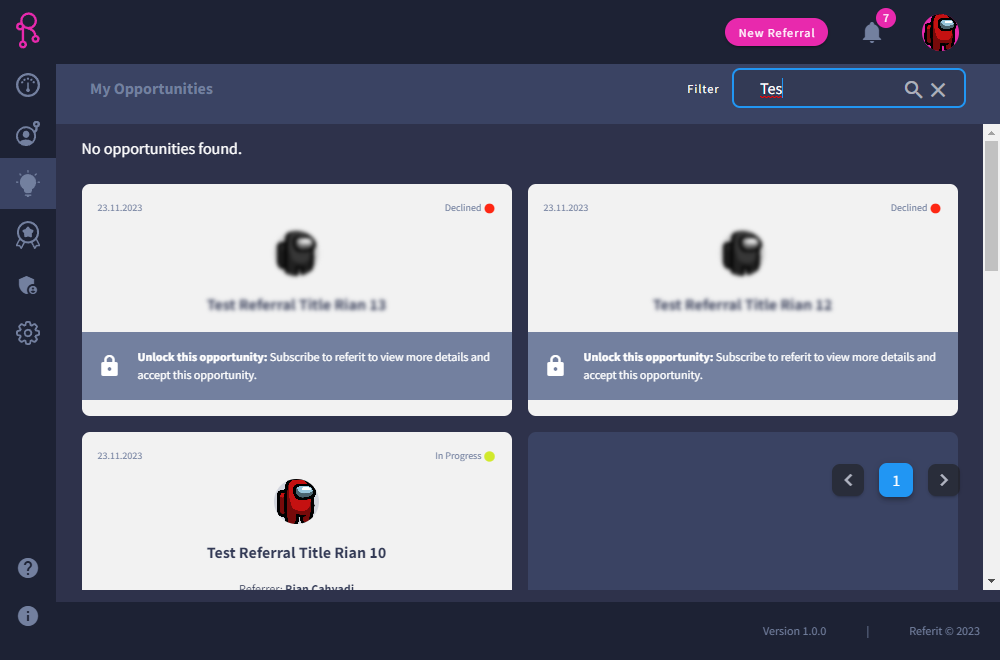 New Referral
7
My Opportunities
Filter
Tes
No opportunities found.
23.11.2023
Declined
Test Referral Title Rian 13
Unlock this opportunity: Subscribe to referit to view more details and
accept this opportunity.
23.11.2023
Declined
Test Referral Title Rian 12
Unlock this opportunity: Subscribe to referit to view more details and
accept this opportunity.
23.11.2023
In Progress
Test Referral Title Rian 10
Referrer: Rian Cahyadi
1
Version 1.0.0
|
Referit © 2023